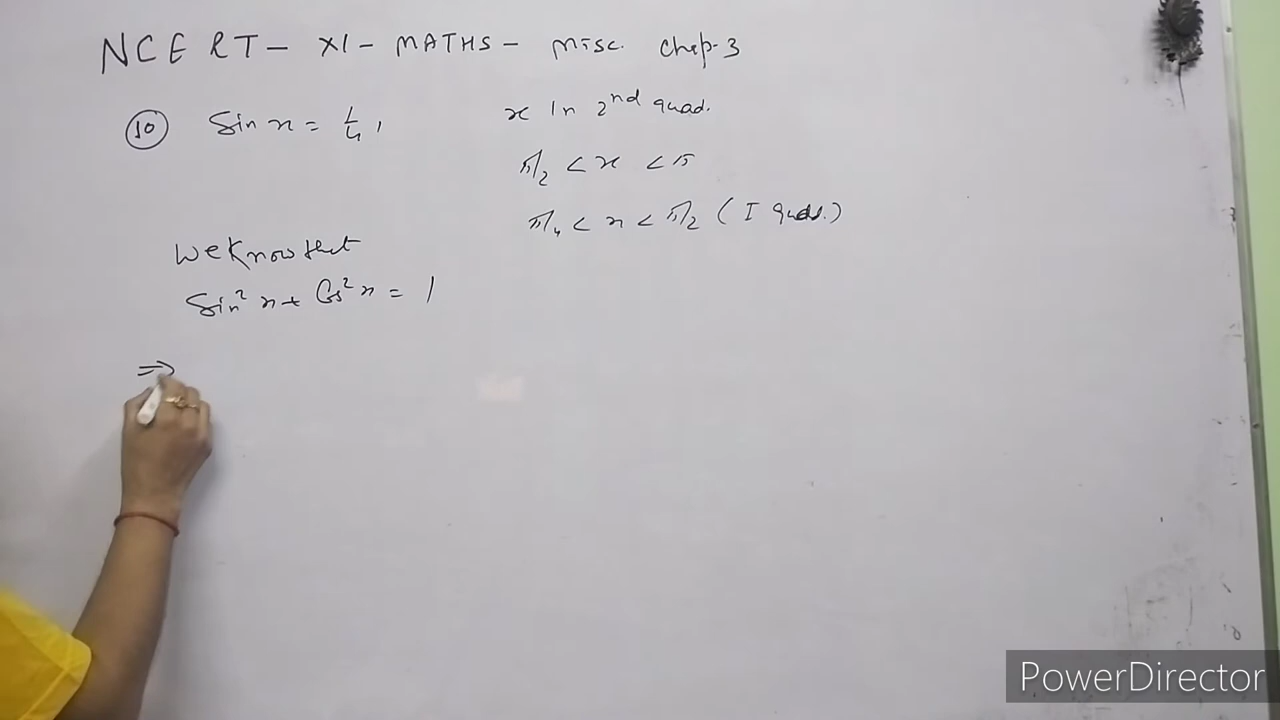 NCERT - XI - MATHS - Misc. Chap-3
(10) Sin x = 1/4,
x in 2nd quad.
π/2 < x < π
π/4 < x < π/2 (I quad.)
We know that
Sin² x + Cos² x = 1
⇒
PowerDirector